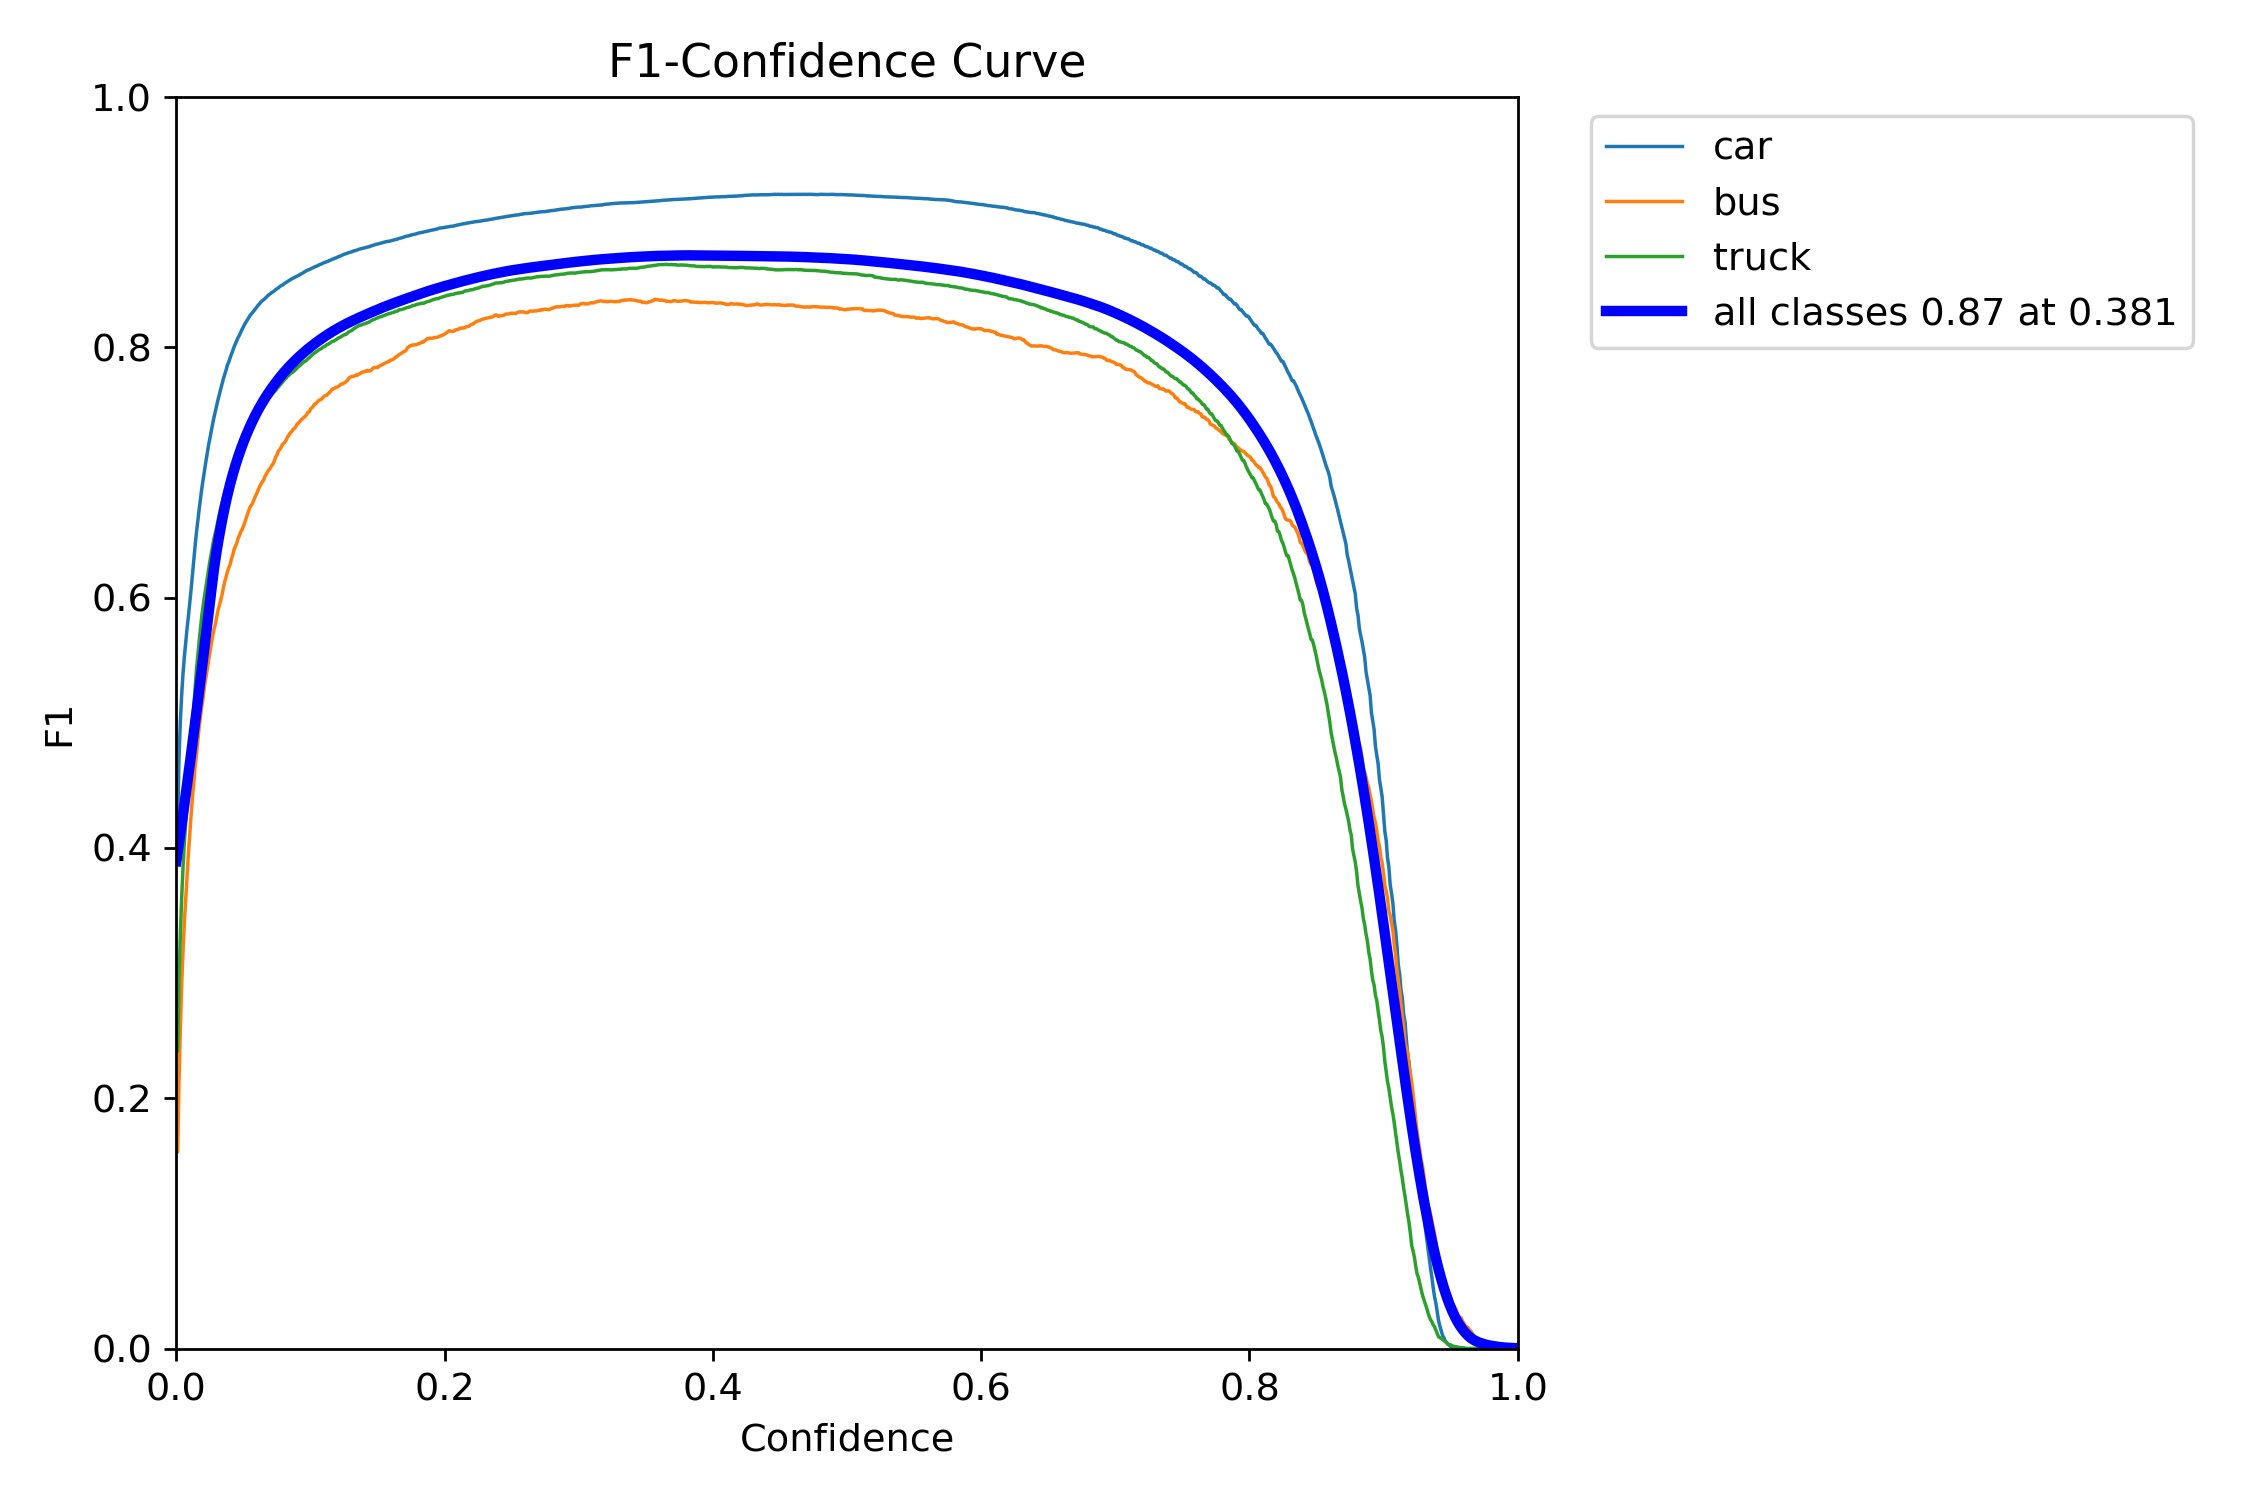 F1-Confidence Curve
1.0
0.8
0.6
0.4
0.2
0.0
F1
0.0 0.2 0.4 0.6 0.8 1.0
Confidence
car
bus
truck
all classes 0.87 at 0.381